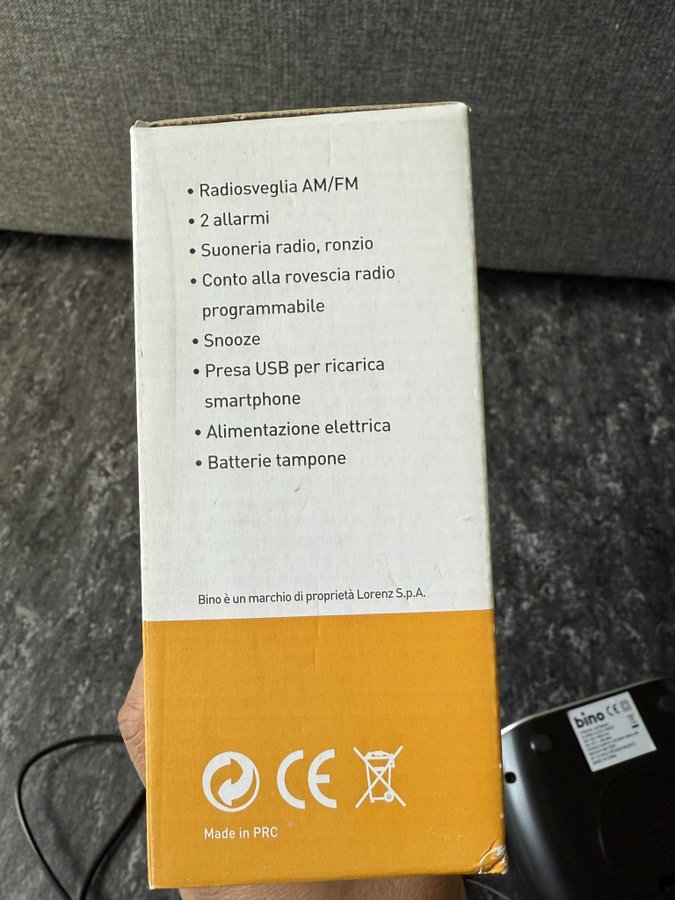 • Radiosveglia AM/FM
• 2 allarmi
• Suoneria radio, ronzio
• Conto alla rovescia radio
programmabile
• Snooze
• Presa USB per ricarica
smartphone
• Alimentazione elettrica
• Batterie tampone
Bino è un marchio di proprietà Lorenz S.p.A.
CE
Made in PRC
bino CE